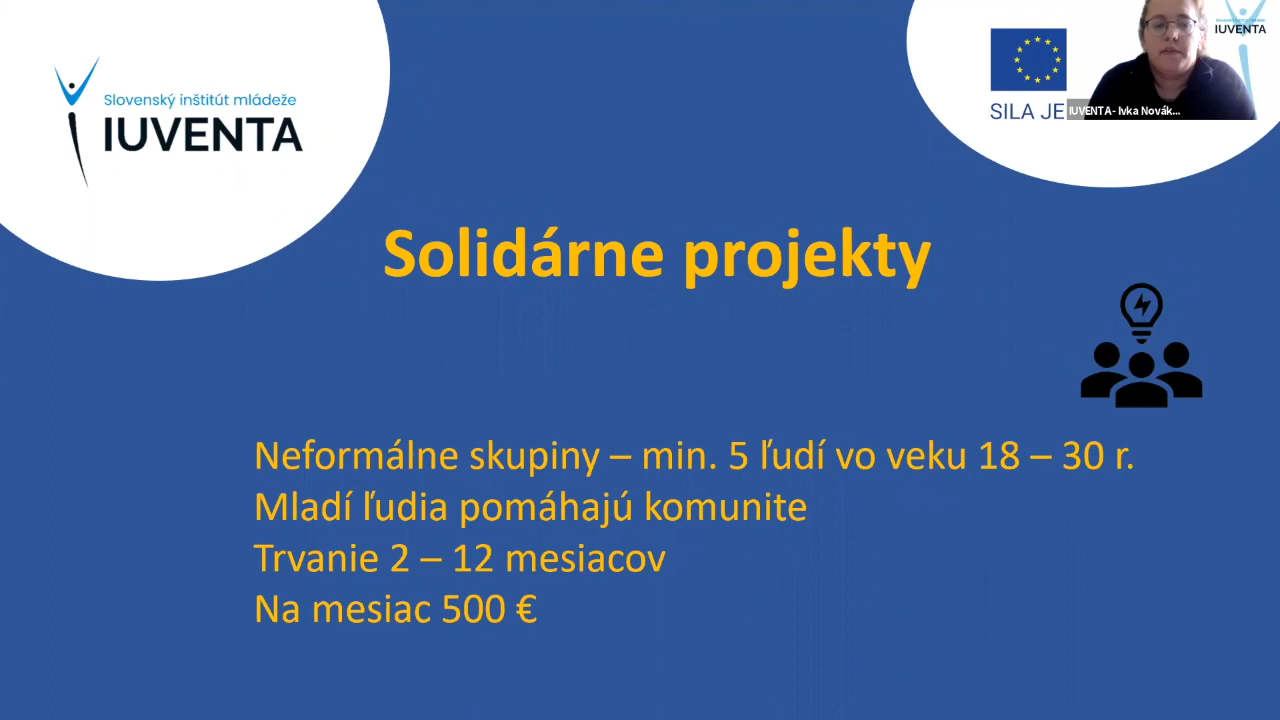 Slovenský inštitút mládeže
IUVENTA
SILA JE
IUVENTA - Ivka Novák...
IUVENTA
Solidárne projekty
Neformálne skupiny – min. 5 ľudí vo veku 18 – 30 r.
Mladí ľudia pomáhajú komunite
Trvanie 2 – 12 mesiacov
Na mesiac 500 €